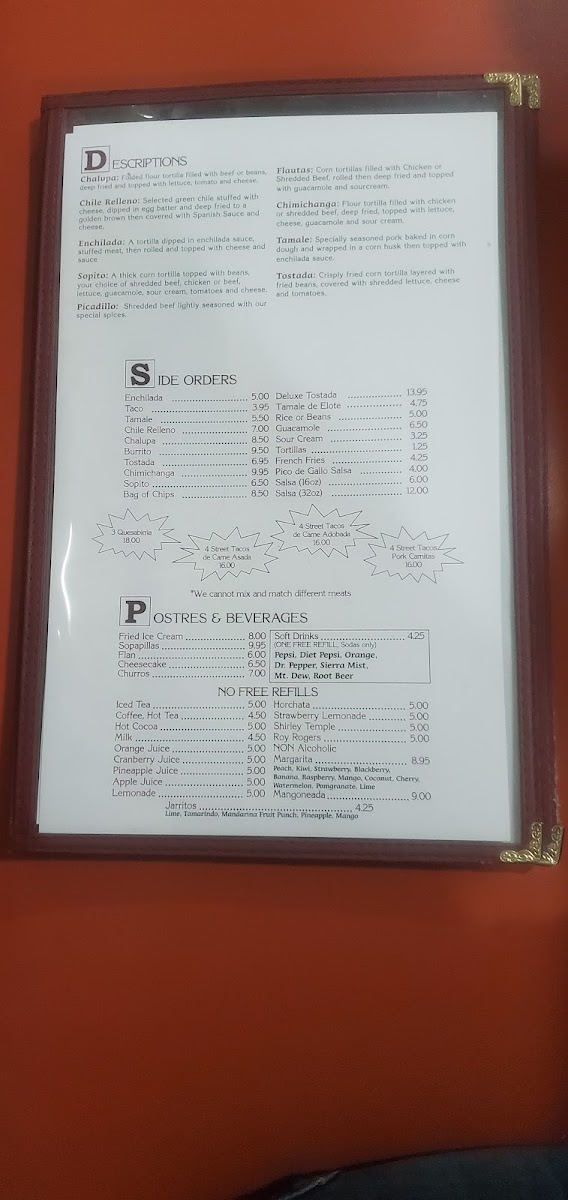 DESCRIPTIONS
Chalupa: Folded flour tortilla filled with beef or beans,
deep fried and topped with lettuce, tomato and cheese.
Chile Relleno: Selected green chile stuffed with
cheese, dipped in egg batter and deep fried to a
golden brown then covered with Spanish Sauce and
cheese.
Enchilada: A tortilla dipped in enchilada sauce,
stuffed meat, then rolled and topped with cheese and
sauce
Sopito: A thick corn tortilla topped with beans,
your choice of shredded beef, chicken or beef,
lettuce, guacamole, sour cream, tomatoes and cheese.
Picadillo: Shredded beef lightly seasoned with our
special spices.
Flautas: Corn tortillas filled with Chicken or
Shredded Beef, rolled then deep fried and topped
with guacamole and sourcream.
Chimichanga: Flour tortilla filled with chicken
or shredded beef, deep fried, topped with lettuce,
cheese, guacamole and sour cream.
Tamale: Specially seasoned pork baked in corn
dough and wrapped in a corn husk then topped with
enchilada sauce.
Tostada: Crisply fried corn tortilla layered with
fried beans, covered with shredded lettuce, cheese
and tomatoes.
SIDE ORDERS
Enchilada 5.00
Taco 3.95
Tamale 5.50
Chile Relleno 7.00
Chalupa 8.50
Burrito 9.50
Tostada 6.95
Chimichanga 9.95
Sopito 6.50
Bag of Chips 8.50
Deluxe Tostada 13.95
Tamale de Elote 4.75
Rice or Beans 5.00
Guacamole 6.50
Sour Cream 3.25
Tortillas 1.25
French Fries 4.25
Pico de Gallo Salsa 4.00
Salsa (16oz) 6.00
Salsa (32oz) 12.00
3 Quesabirria
18.00
4 Street Tacos
de Carne Asada
16.00
4 Street Tacos
de Carne Adobada
16.00
4 Street Tacos
Pork Carnitas
16.00
*We cannot mix and match different meats
POSTRES & BEVERAGES
Fried Ice Cream 8.00
Sopapillas 9.95
Flan 6.00
Cheesecake 6.50
Churros 7.00
Soft Drinks 4.25
(ONE FREE REFILL, Sodas only)
Pepsi, Diet Pepsi, Orange,
Dr. Pepper, Sierra Mist,
Mt. Dew, Root Beer
NO FREE REFILLS
Iced Tea 5.00
Coffee, Hot Tea 4.50
Hot Cocoa 5.00
Milk 4.50
Orange Juice 5.00
Cranberry Juice 5.00
Pineapple Juice 5.00
Apple Juice 5.00
Lemonade 5.00
Horchata 5.00
Strawberry Lemonade 5.00
Shirley Temple 5.00
Roy Rogers 5.00
NON Alcoholic
Margarita 8.95
Peach, Kiwi, Strawberry, Blackberry,
Banana, Raspberry, Mango, Coconut, Cherry,
Watermelon, Pomgranate, Lime
Mangoneada 9.00
Jarritos 4.25
Lime, Tamarindo, Mandarina Fruit Punch, Pineapple, Mango